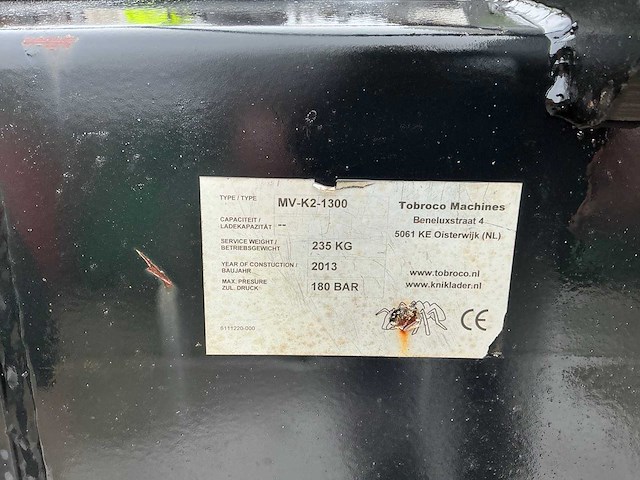 TYPE / TYPE MV-K2-1300
CAPACITEIT /
LADEKAPAZITÄT --
SERVICE WEIGHT /
BETRIEBSGEWICHT 235 KG
YEAR OF CONSTUCTION /
BAUJAHR 2013
MAX. PRESURE
ZUL. DRUCK 180 BAR
5111220-000
Tobroco Machines
Beneluxstraat 4
5061 KE Oisterwijk (NL)
www.tobroco.nl
www.kniklader.nl
CE